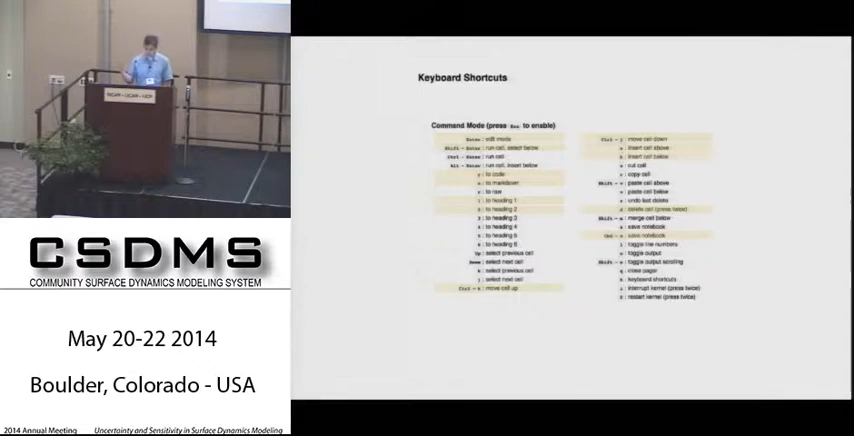 NCAR-UCAR-UCP
CSDMS
COMMUNITY SURFACE DYNAMICS MODELING SYSTEM
May 20-22 2014
Boulder, Colorado - USA
2014 Annual Meeting Uncertainty and Sensitivity in Surface Dynamics Modeling
Keyboard Shortcuts
Command Mode (press Esc to enable)
Enter : edit mode
Shift - Enter : run cell, select below
Ctrl - Enter : run cell
Alt - Enter : run cell, insert below
y : to code
m : to markdown
r : to raw
1 : to heading 1
2 : to heading 2
3 : to heading 3
4 : to heading 4
5 : to heading 5
6 : to heading 6
Up : select previous cell
Down : select next cell
k : select previous cell
j : select next cell
Ctrl - k : move cell up
Ctrl - j : move cell down
a : insert cell above
b : insert cell below
x : cut cell
c : copy cell
Shift - v : paste cell above
v : paste cell below
z : undo last delete
d : delete cell (press twice)
Shift - m : merge cell below
s : save notebook
: save notebook
l : toggle line numbers
o : toggle output
Shift - o : toggle output scrolling
q : close pager
h : keyboard shortcuts
i : interrupt kernel (press twice)
0 : restart kernel (press twice)